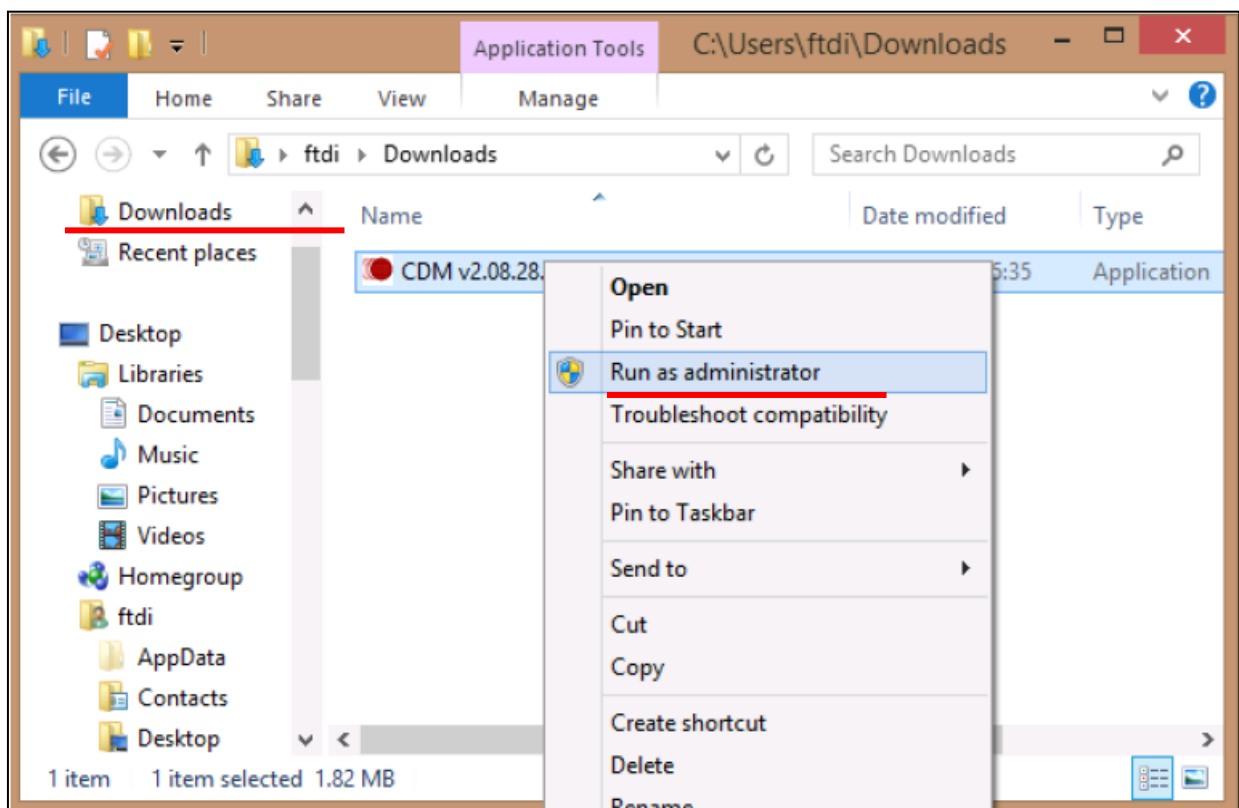 Application Tools
C:\Users\ftdi\Downloads
File Home Share View Manage
ftdi Downloads
Search Downloads
Downloads
Recent places
Desktop
Libraries
Documents
Music
Pictures
Videos
Homegroup
ftdi
AppData
Contacts
Desktop
Name Date modified Type
CDM v2.08.28. 5:35 Application
Open
Pin to Start
Run as administrator
Troubleshoot compatibility
Share with
Pin to Taskbar
Send to
Cut
Copy
Create shortcut
Delete
Rename
1 item 1 item selected 1.82 MB